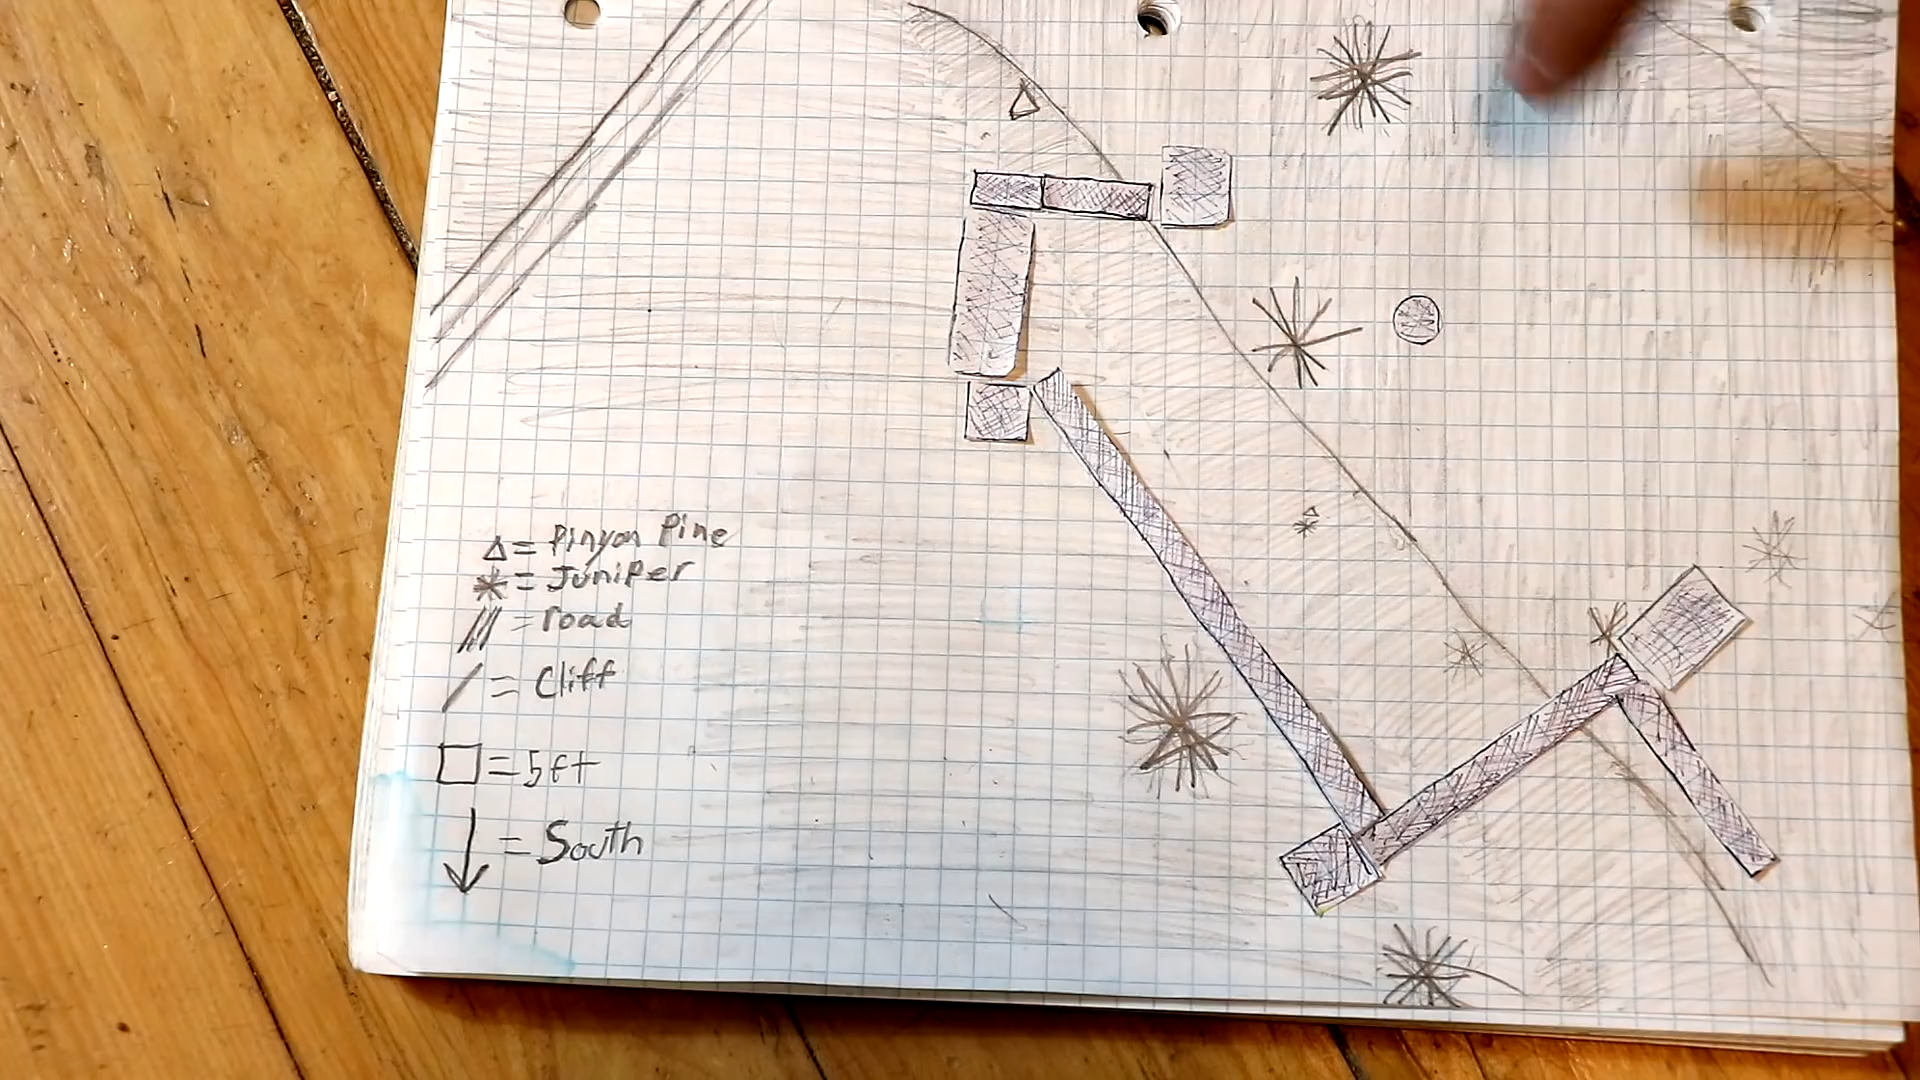 △ = Pinyon Pine
* = Juniper
/// = road
/ = Cliff
□ = 5ft
↓ = South